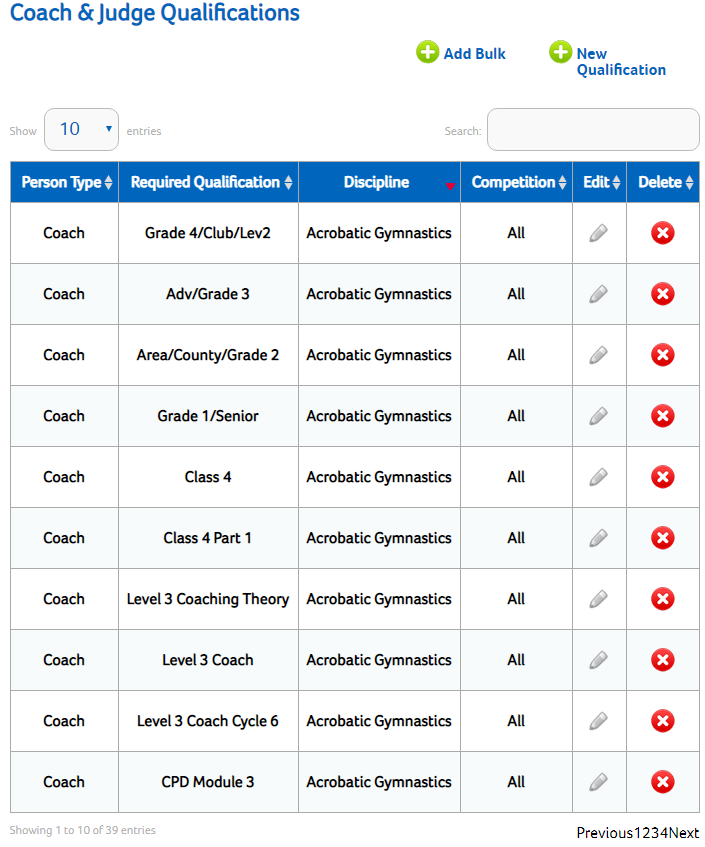 Coach & Judge Qualifications
Add Bulk
New
Qualification
Show 10 entries
Search:
Person Type Required Qualification Discipline Competition Edit Delete
Coach Grade 4/Club/Lev2 Acrobatic Gymnastics All
Coach Adv/Grade 3 Acrobatic Gymnastics All
Coach Area/County/Grade 2 Acrobatic Gymnastics All
Coach Grade 1/Senior Acrobatic Gymnastics All
Coach Class 4 Acrobatic Gymnastics All
Coach Class 4 Part 1 Acrobatic Gymnastics All
Coach Level 3 Coaching Theory Acrobatic Gymnastics All
Coach Level 3 Coach Acrobatic Gymnastics All
Coach Level 3 Coach Cycle 6 Acrobatic Gymnastics All
Coach CPD Module 3 Acrobatic Gymnastics All
Showing 1 to 10 of 39 entries
Previous1234Next